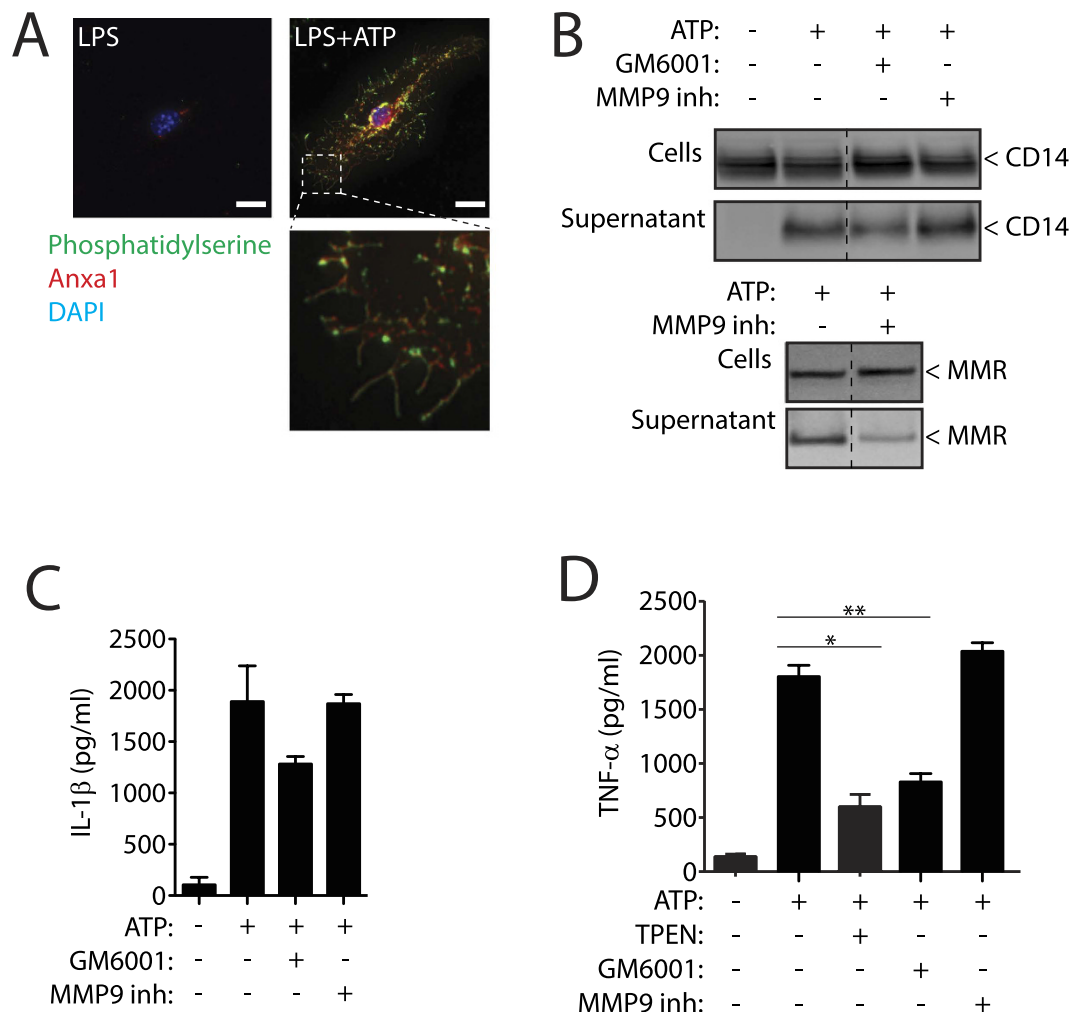 A
LPS
LPS+ATP
Phosphatidylserine
Anxa1
DAPI
B
ATP: - + + +
GM6001: - - + -
MMP9 inh: - - - +
Cells
< CD14
Supernatant
< CD14
ATP: + +
MMP9 inh: - +
Cells
< MMR
Supernatant
< MMR
C
IL-1β (pg/ml)
2500
2000
1500
1000
500
0
ATP: - + + +
GM6001: - - + -
MMP9 inh: - - - +
D
TNF-α (pg/ml)
2500
2000
1500
1000
500
0
**
*
ATP: - + + + +
TPEN: - - + - -
GM6001: - - - + -
MMP9 inh: - - - - +